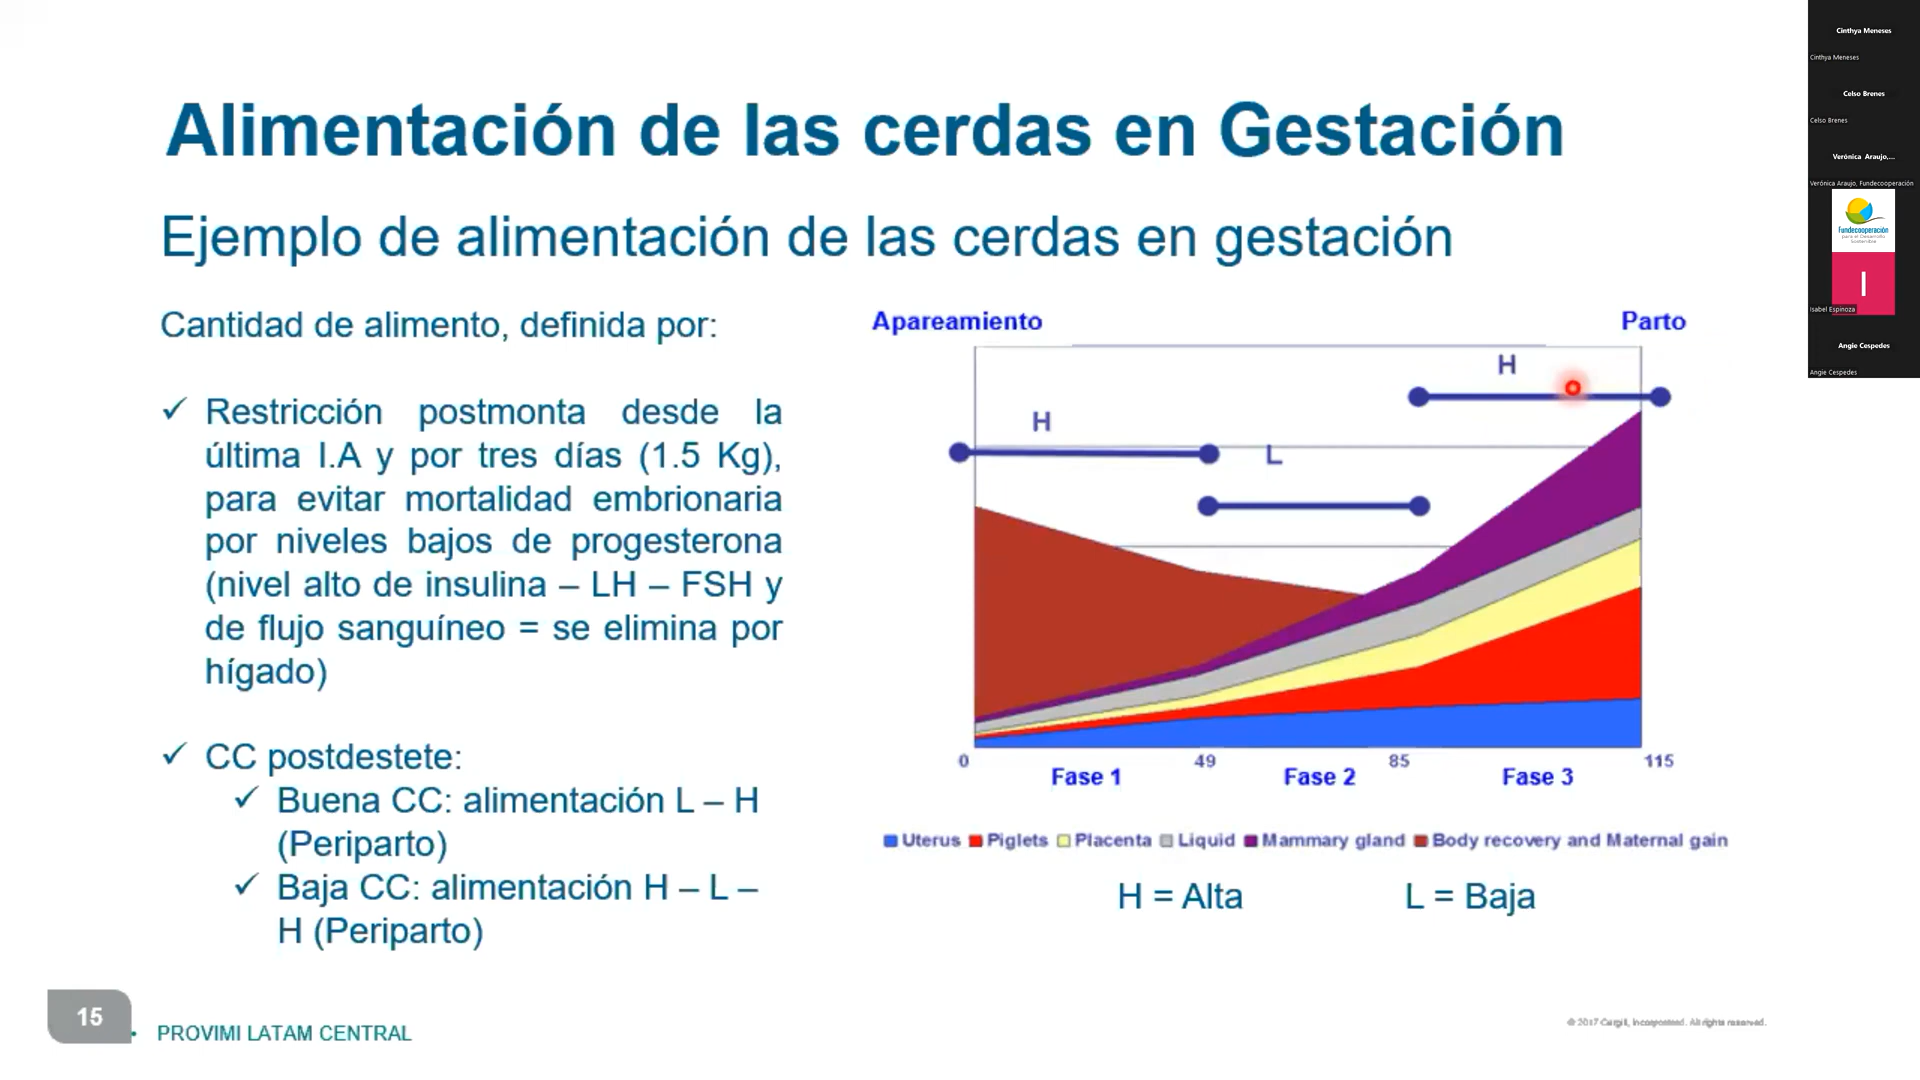 Alimentación de las cerdas en Gestación
Ejemplo de alimentación de las cerdas en gestación
Cantidad de alimento, definida por:
✓ Restricción postmonta desde la
última I.A y por tres días (1.5 Kg),
para evitar mortalidad embrionaria
por niveles bajos de progesterona
(nivel alto de insulina – LH – FSH y
de flujo sanguíneo = se elimina por
hígado)
✓ CC postdestete:
✓ Buena CC: alimentación L – H
(Periparto)
✓ Baja CC: alimentación H – L –
H (Periparto)
Apareamiento
Parto
H
H
L
0
49
85
115
Fase 1
Fase 2
Fase 3
Uterus Piglets Placenta Liquid Mammary gland Body recovery and Maternal gain
H = Alta
L = Baja
15
• PROVIMI LATAM CENTRAL
© 2017 Cargill, Incorporated. All rights reserved.
Cinthya Meneses
Cinthya Meneses
Celso Brenes
Celso Brenes
Verónica Araujo,...
Verónica Araujo, Fundecooperación
Fundecooperación
para el Desarrollo
Sostenible
I
Isabel Espinoza
Angie Cespedes
Angie Cespedes